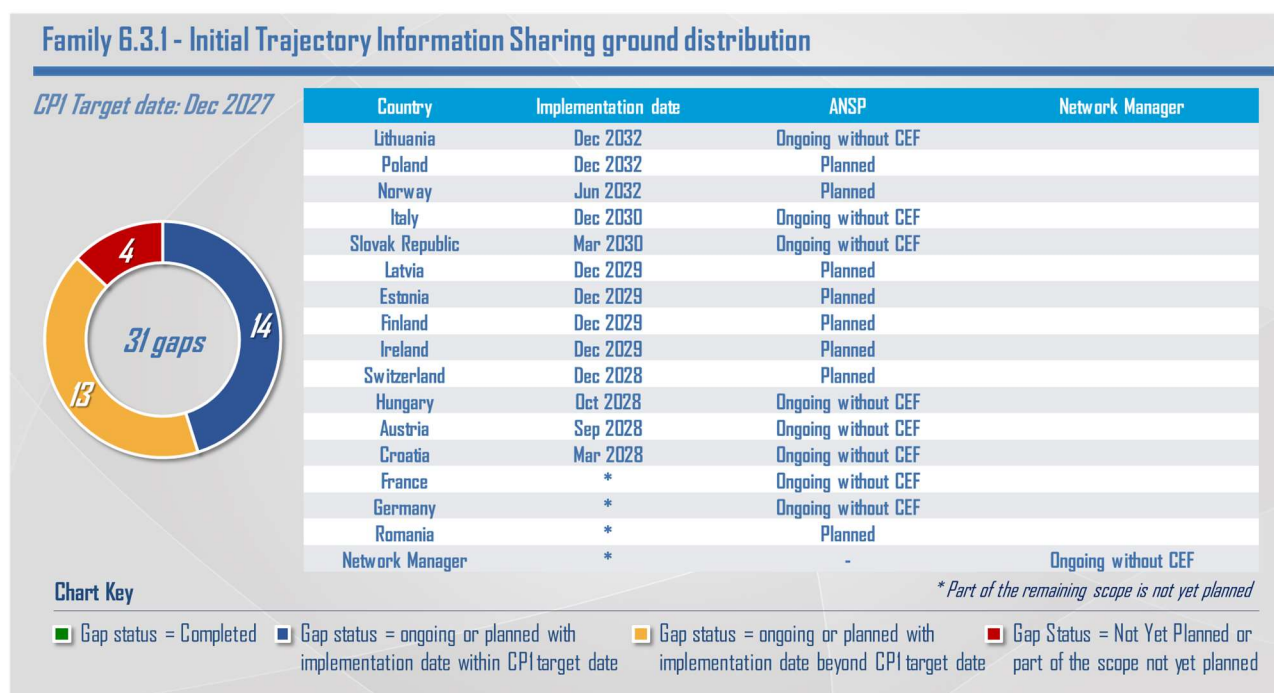 Family 6.3.1 - Initial Trajectory Information Sharing ground distribution
CP1 Target date: Dec 2027
Country Implementation date ANSP Network Manager
Lithuania Dec 2032 Ongoing without CEF
Poland Dec 2032 Planned
Norway Jun 2032 Planned
Italy Dec 2030 Ongoing without CEF
Slovak Republic Mar 2030 Ongoing without CEF
Latvia Dec 2029 Planned
Estonia Dec 2029 Planned
Finland Dec 2029 Planned
Ireland Dec 2029 Planned
Switzerland Dec 2028 Planned
Hungary Oct 2028 Ongoing without CEF
Austria Sep 2028 Ongoing without CEF
Croatia Mar 2028 Ongoing without CEF
France * Ongoing without CEF
Germany * Ongoing without CEF
Romania * Planned
Network Manager * - Ongoing without CEF
4
14
31 gaps
13
* Part of the remaining scope is not yet planned
Chart Key
Gap status = Completed
Gap status = ongoing or planned with
implementation date within CP1 target date
Gap status = ongoing or planned with
implementation date beyond CP1 target date
Gap Status = Not Yet Planned or
part of the scope not yet planned